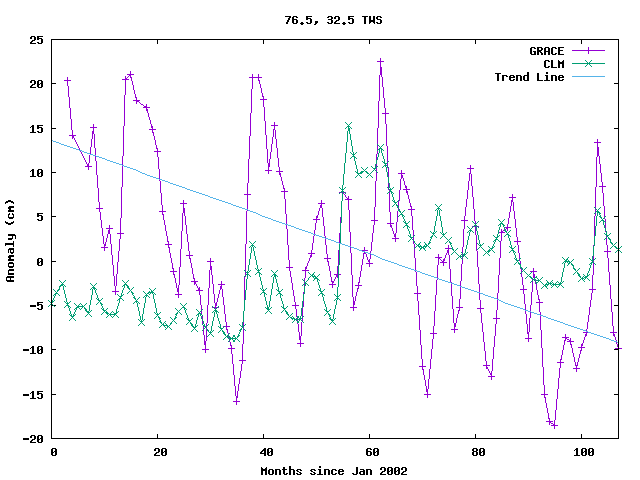 76.5, 32.5 TWS
GRACE
CLM
Trend Line
25
20
15
10
5
0
-5
-10
-15
-20
Anomaly (cm)
0 20 40 60 80 100
Months since Jan 2002